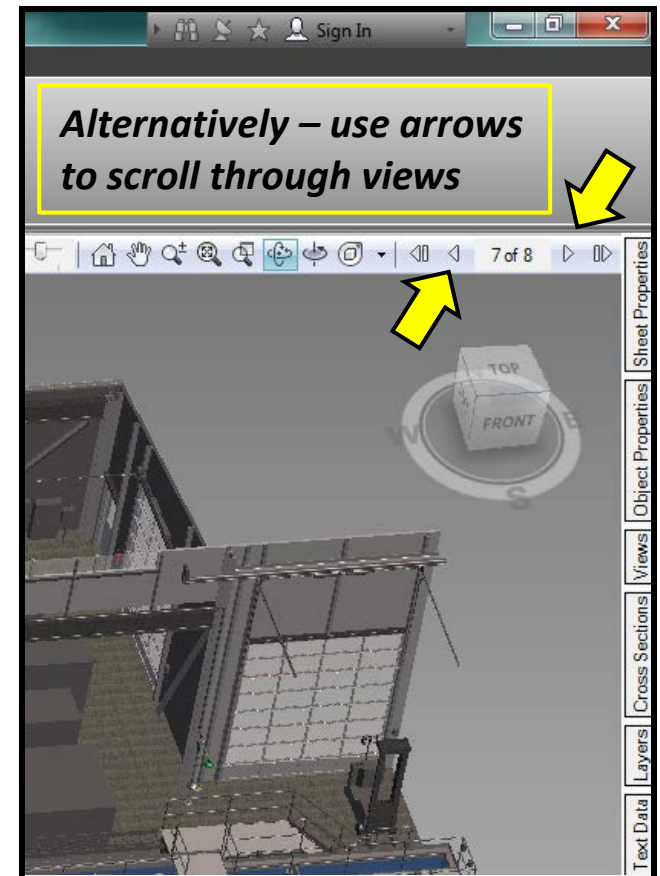 Sign In
Alternatively – use arrows
to scroll through views
7 of 8
Sheet Properties
Object Properties
Views
Cross Sections
Layers
Text Data
TOP
FRONT
W
E
S